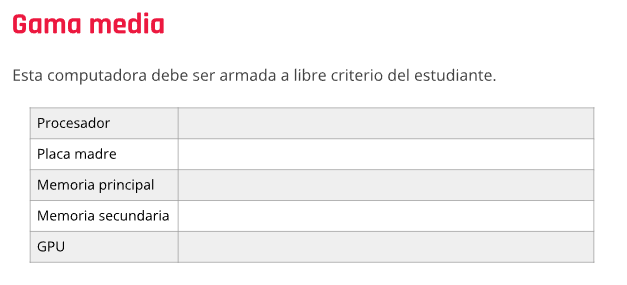 Gama media
Esta computadora debe ser armada a libre criterio del estudiante.
Procesador
Placa madre
Memoria principal
Memoria secundaria
GPU